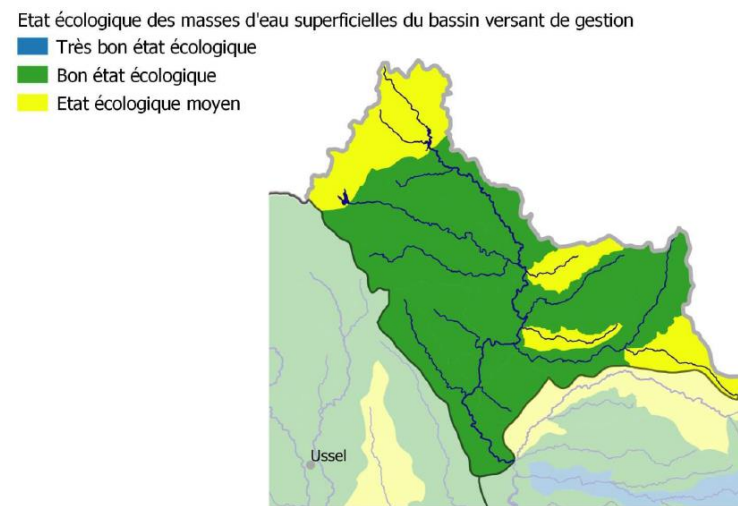 Etat écologique des masses d'eau superficielles du bassin versant de gestion
Très bon état écologique
Bon état écologique
Etat écologique moyen
Ussel